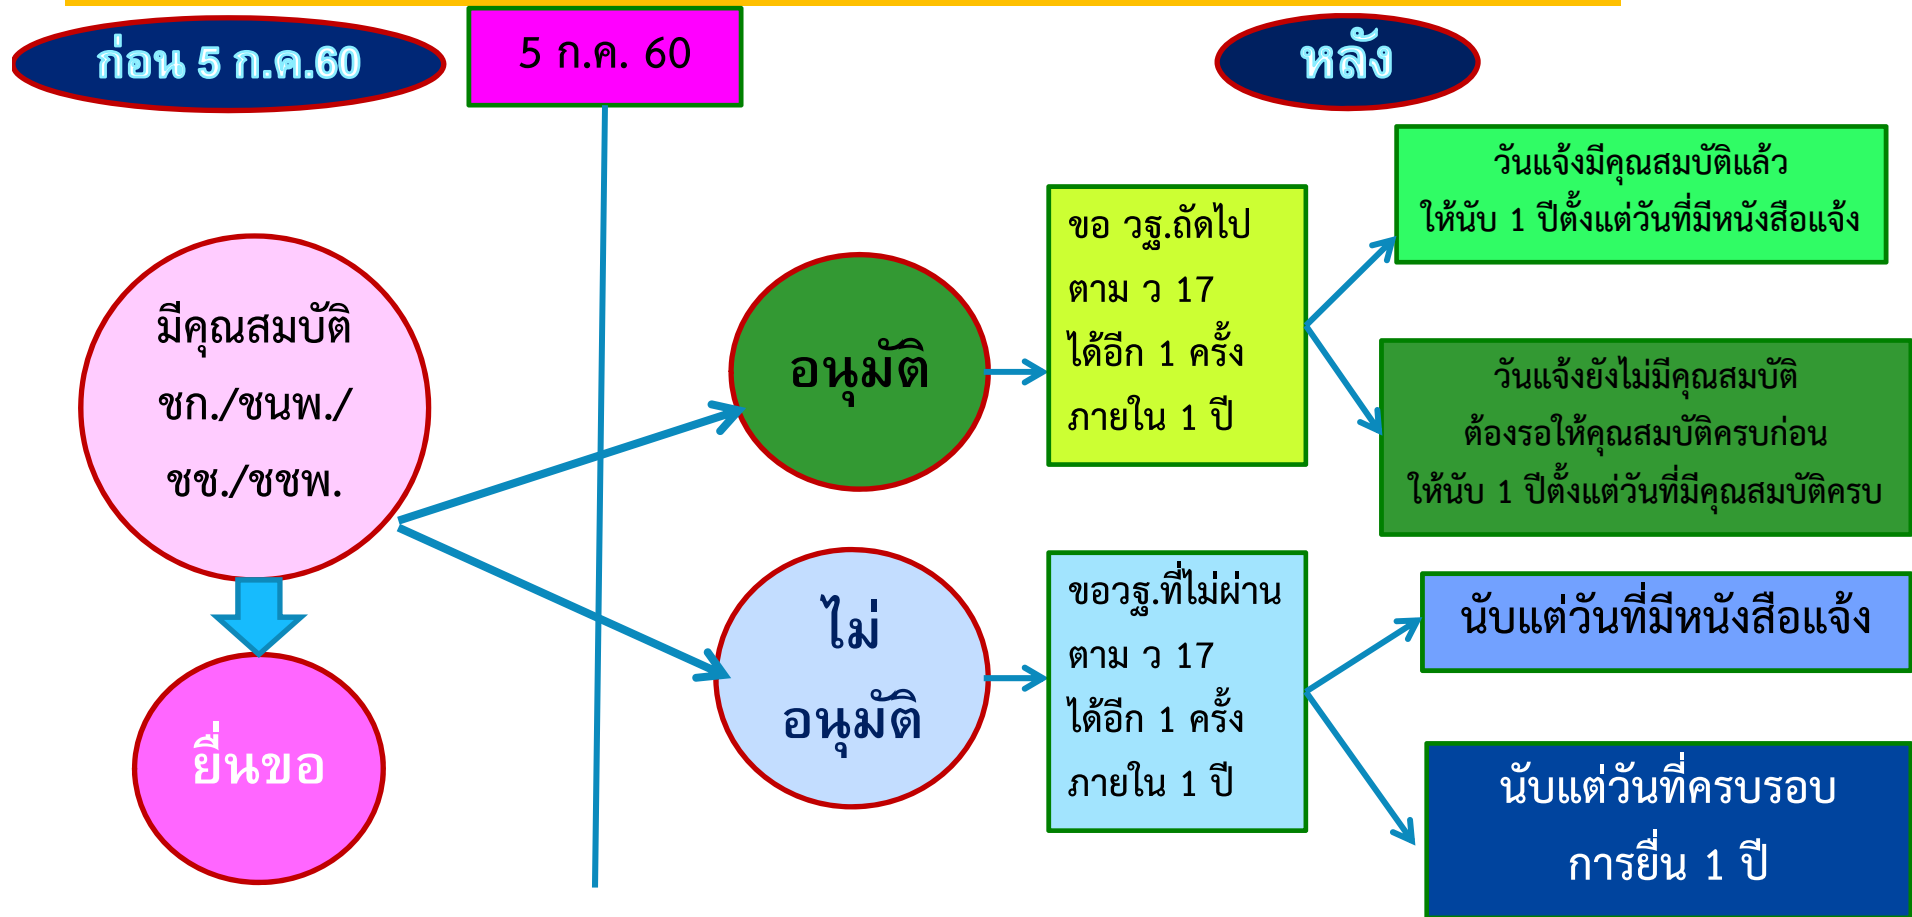 ก่อน 5 ก.ค.60
5 ก.ค. 60
หลัง
มีคุณสมบัติ
ชก./ชนพ./
ชช./ชชพ.
ยื่นขอ
อนุมัติ
ขอ วฐ.ถัดไป
ตาม ว 17
ได้อีก 1 ครั้ง
ภายใน 1 ปี
วันแจ้งมีคุณสมบัติแล้ว
ให้นับ 1 ปีตั้งแต่วันที่มีหนังสือแจ้ง
วันแจ้งยังไม่มีคุณสมบัติ
ต้องรอให้คุณสมบัติครบก่อน
ให้นับ 1 ปีตั้งแต่วันที่มีคุณสมบัติครบ
ไม่
อนุมัติ
ขอวฐ.ที่ไม่ผ่าน
ตาม ว 17
ได้อีก 1 ครั้ง
ภายใน 1 ปี
นับแต่วันที่มีหนังสือแจ้ง
นับแต่วันที่ครบรอบ
การยื่น 1 ปี